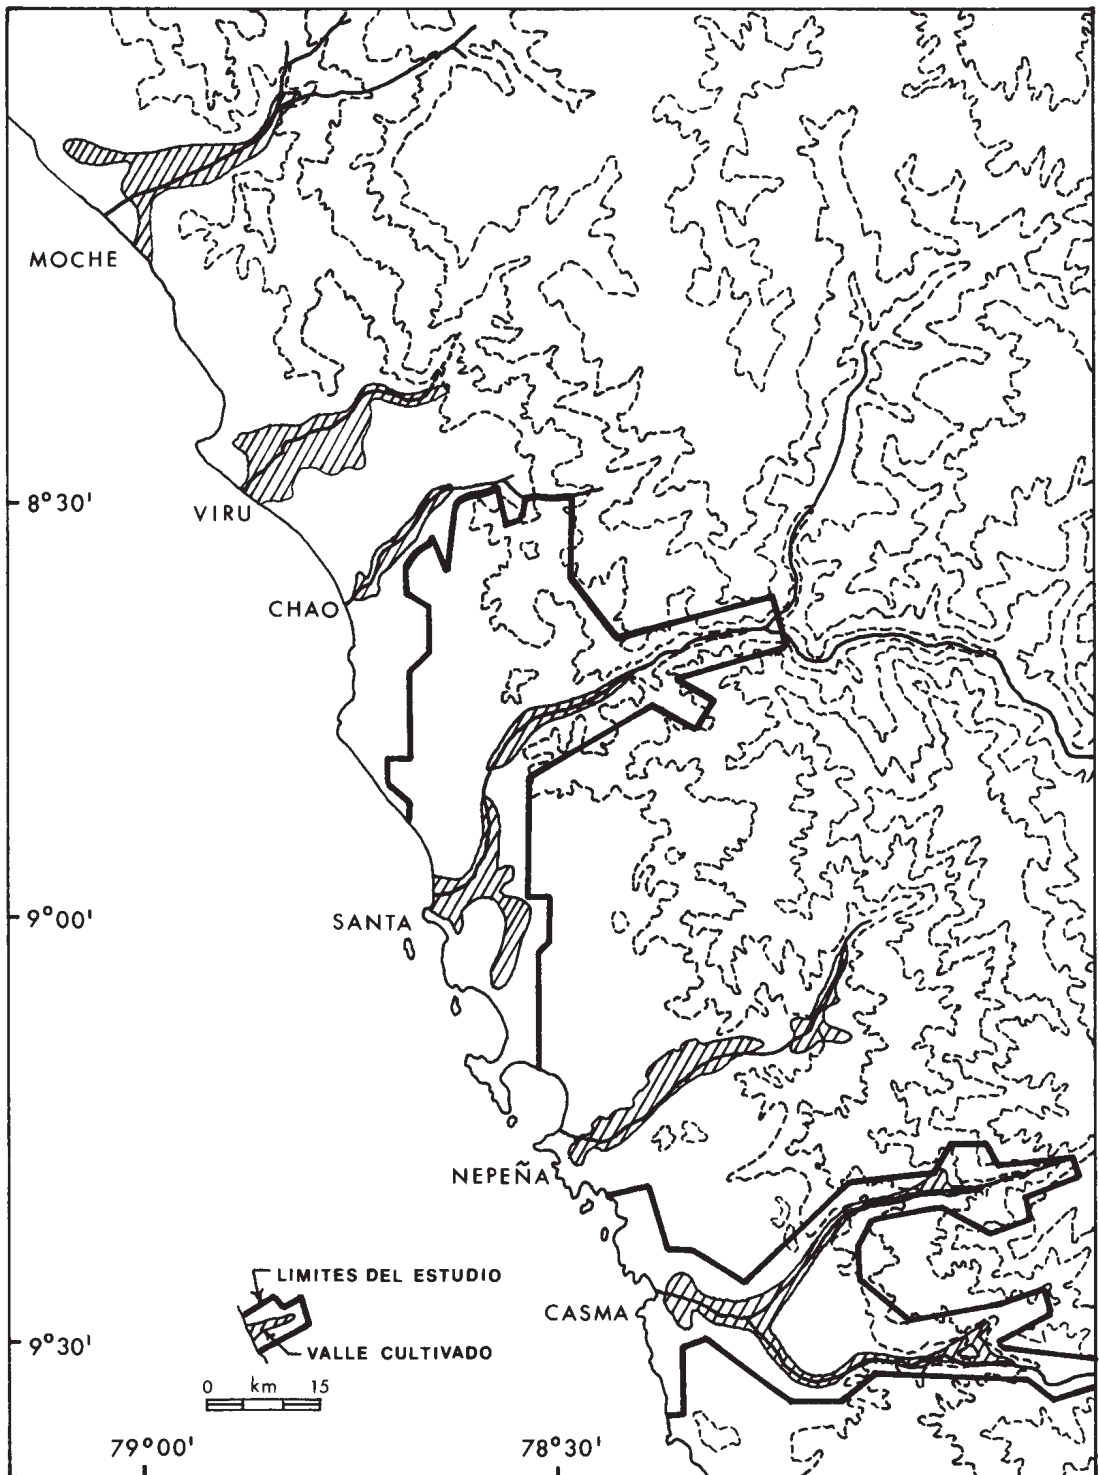 MOCHE
8°30'
VIRU
CHAO
9°00'
SANTA
NEPEÑA
LIMITES DEL ESTUDIO
CASMA
9°30'
VALLE CULTIVADO
0 km 15
79°00' 78°30'